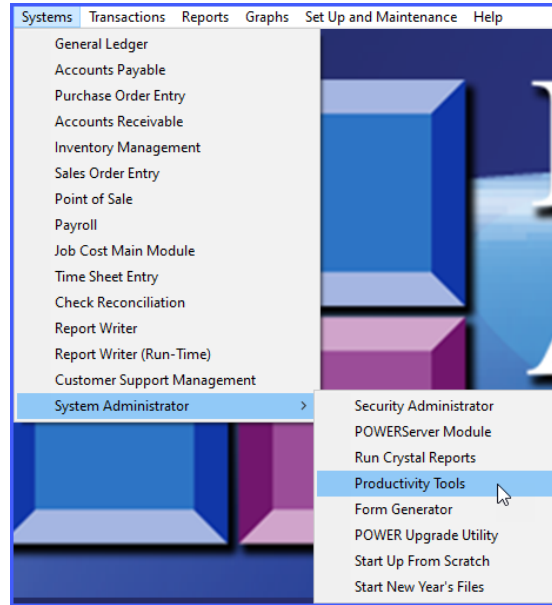 Systems Transactions Reports Graphs Set Up and Maintenance Help
General Ledger
Accounts Payable
Purchase Order Entry
Accounts Receivable
Inventory Management
Sales Order Entry
Point of Sale
Payroll
Job Cost Main Module
Time Sheet Entry
Check Reconciliation
Report Writer
Report Writer (Run-Time)
Customer Support Management
System Administrator
Security Administrator
POWERServer Module
Run Crystal Reports
Productivity Tools
Form Generator
POWER Upgrade Utility
Start Up From Scratch
Start New Year's Files